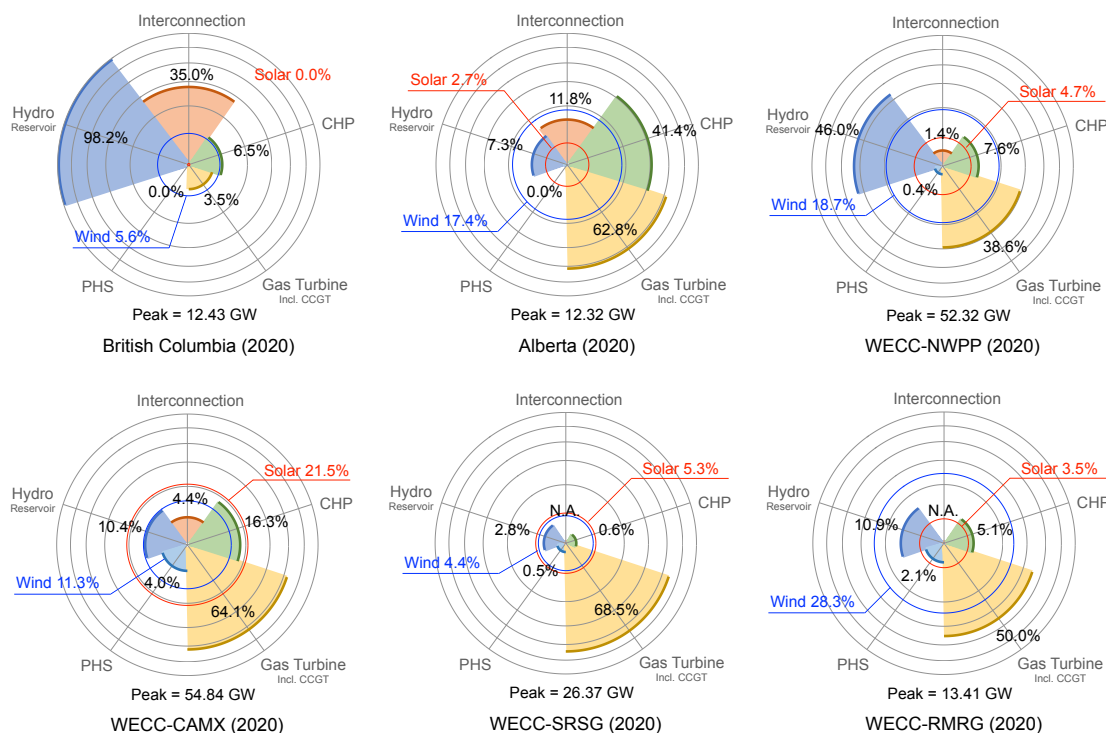 Interconnection
Solar 0.0%
35.0%
Hydro
Reservoir
98.2%
CHP
6.5%
0.0%
3.5%
Wind 5.6%
PHS
Gas Turbine
Incl. CCGT
Peak = 12.43 GW
British Columbia (2020)
Interconnection
Solar 2.7%
11.8%
Hydro
Reservoir
7.3%
CHP
41.4%
0.0%
Wind 17.4%
62.8%
PHS
Gas Turbine
Incl. CCGT
Peak = 12.32 GW
Alberta (2020)
Interconnection
Solar 4.7%
1.4%
Hydro
Reservoir
46.0%
CHP
7.6%
0.4%
Wind 18.7%
38.6%
PHS
Gas Turbine
Incl. CCGT
Peak = 52.32 GW
WECC-NWPP (2020)
Interconnection
Solar 21.5%
4.4%
Hydro
Reservoir
10.4%
CHP
16.3%
Wind 11.3%
4.0%
64.1%
PHS
Gas Turbine
Incl. CCGT
Peak = 54.84 GW
WECC-CAMX (2020)
Interconnection
Solar 5.3%
N.A.
Hydro
Reservoir
2.8%
CHP
0.6%
Wind 4.4%
0.5%
68.5%
PHS
Gas Turbine
Incl. CCGT
Peak = 26.37 GW
WECC-SRSG (2020)
Interconnection
Solar 3.5%
N.A.
Hydro
Reservoir
10.9%
CHP
5.1%
2.1%
Wind 28.3%
50.0%
PHS
Gas Turbine
Incl. CCGT
Peak = 13.41 GW
WECC-RMRG (2020)